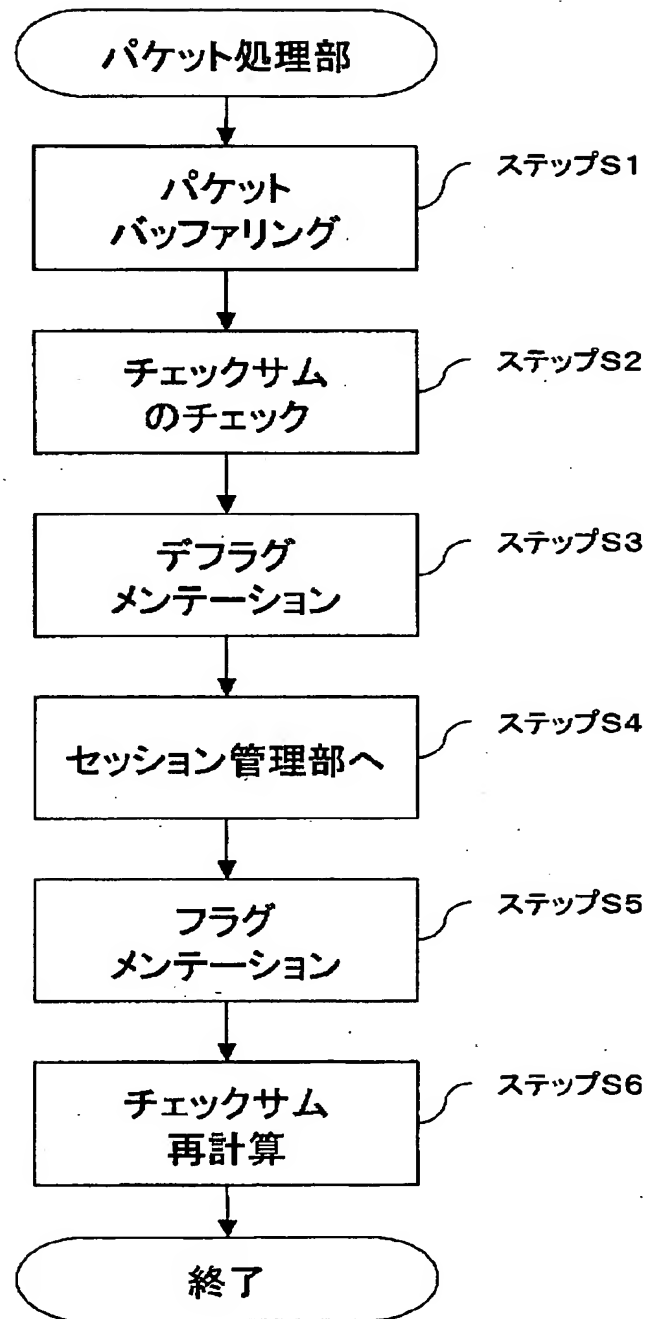 パケット処理部
パケット
バッファリング
ステップS1
チェックサム
のチェック
ステップS2
デフラグ
メンテーション
ステップS3
セッション管理部へ
ステップS4
フラグ
メンテーション
ステップS5
チェックサム
再計算
ステップS6
終了